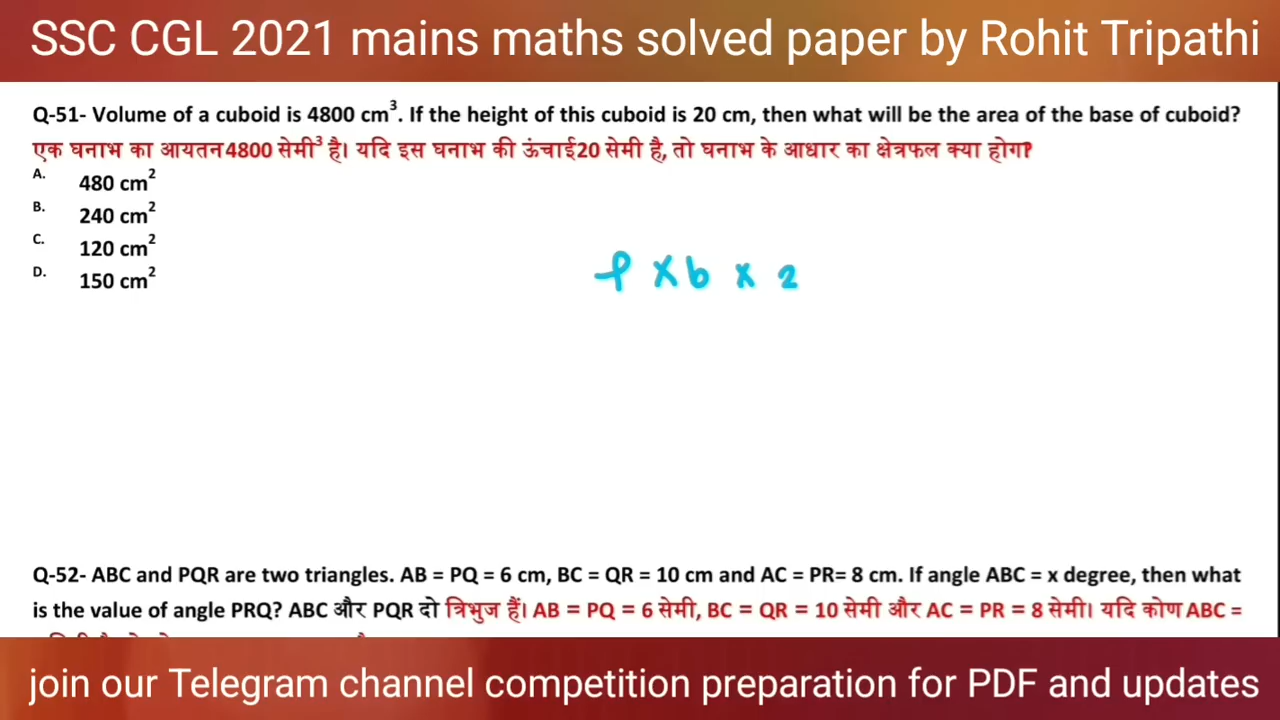 SSC CGL 2021 mains maths solved paper by Rohit Tripathi
Q-51- Volume of a cuboid is 4800 cm³. If the height of this cuboid is 20 cm, then what will be the area of the base of cuboid?
एक घनाभ का आयतन4800 सेमी³ है। यदि इस घनाभ की ऊंचाई20 सेमी है, तो घनाभ के आधार का क्षेत्रफल क्या होगा?
A. 480 cm²
B. 240 cm²
C. 120 cm²
D. 150 cm²
l × b × 2
Q-52- ABC and PQR are two triangles. AB = PQ = 6 cm, BC = QR = 10 cm and AC = PR= 8 cm. If angle ABC = x degree, then what
is the value of angle PRQ? ABC और PQR दो त्रिभुज हैं। AB = PQ = 6 सेमी, BC = QR = 10 सेमी और AC = PR = 8 सेमी। यदि कोण ABC =
join our Telegram channel competition preparation for PDF and updates